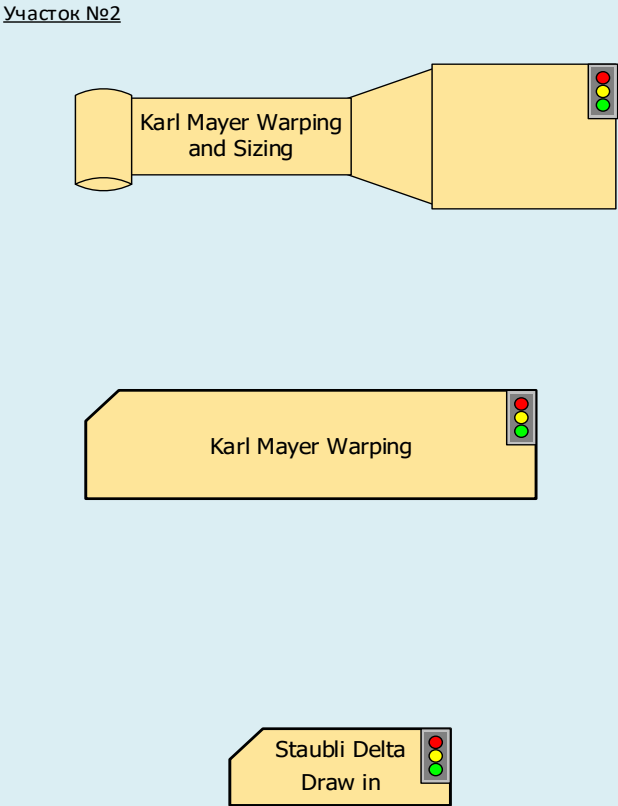 Участок №2
Karl Mayer Warping
and Sizing
Karl Mayer Warping
Staubli Delta
Draw in